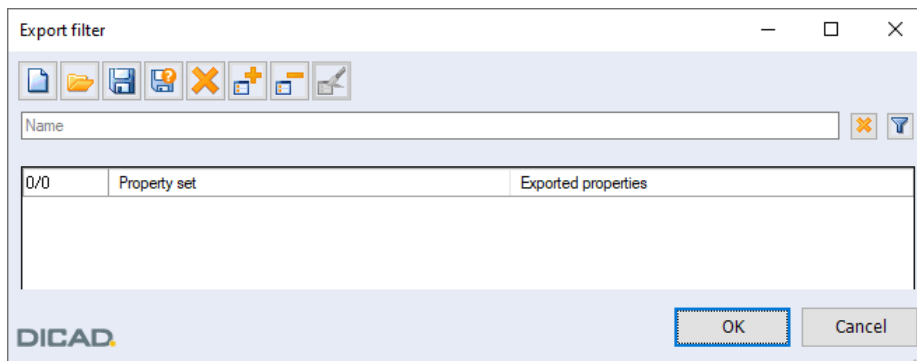 Export filter
Name
0/0 Property set Exported properties
OK Cancel
DICAD.